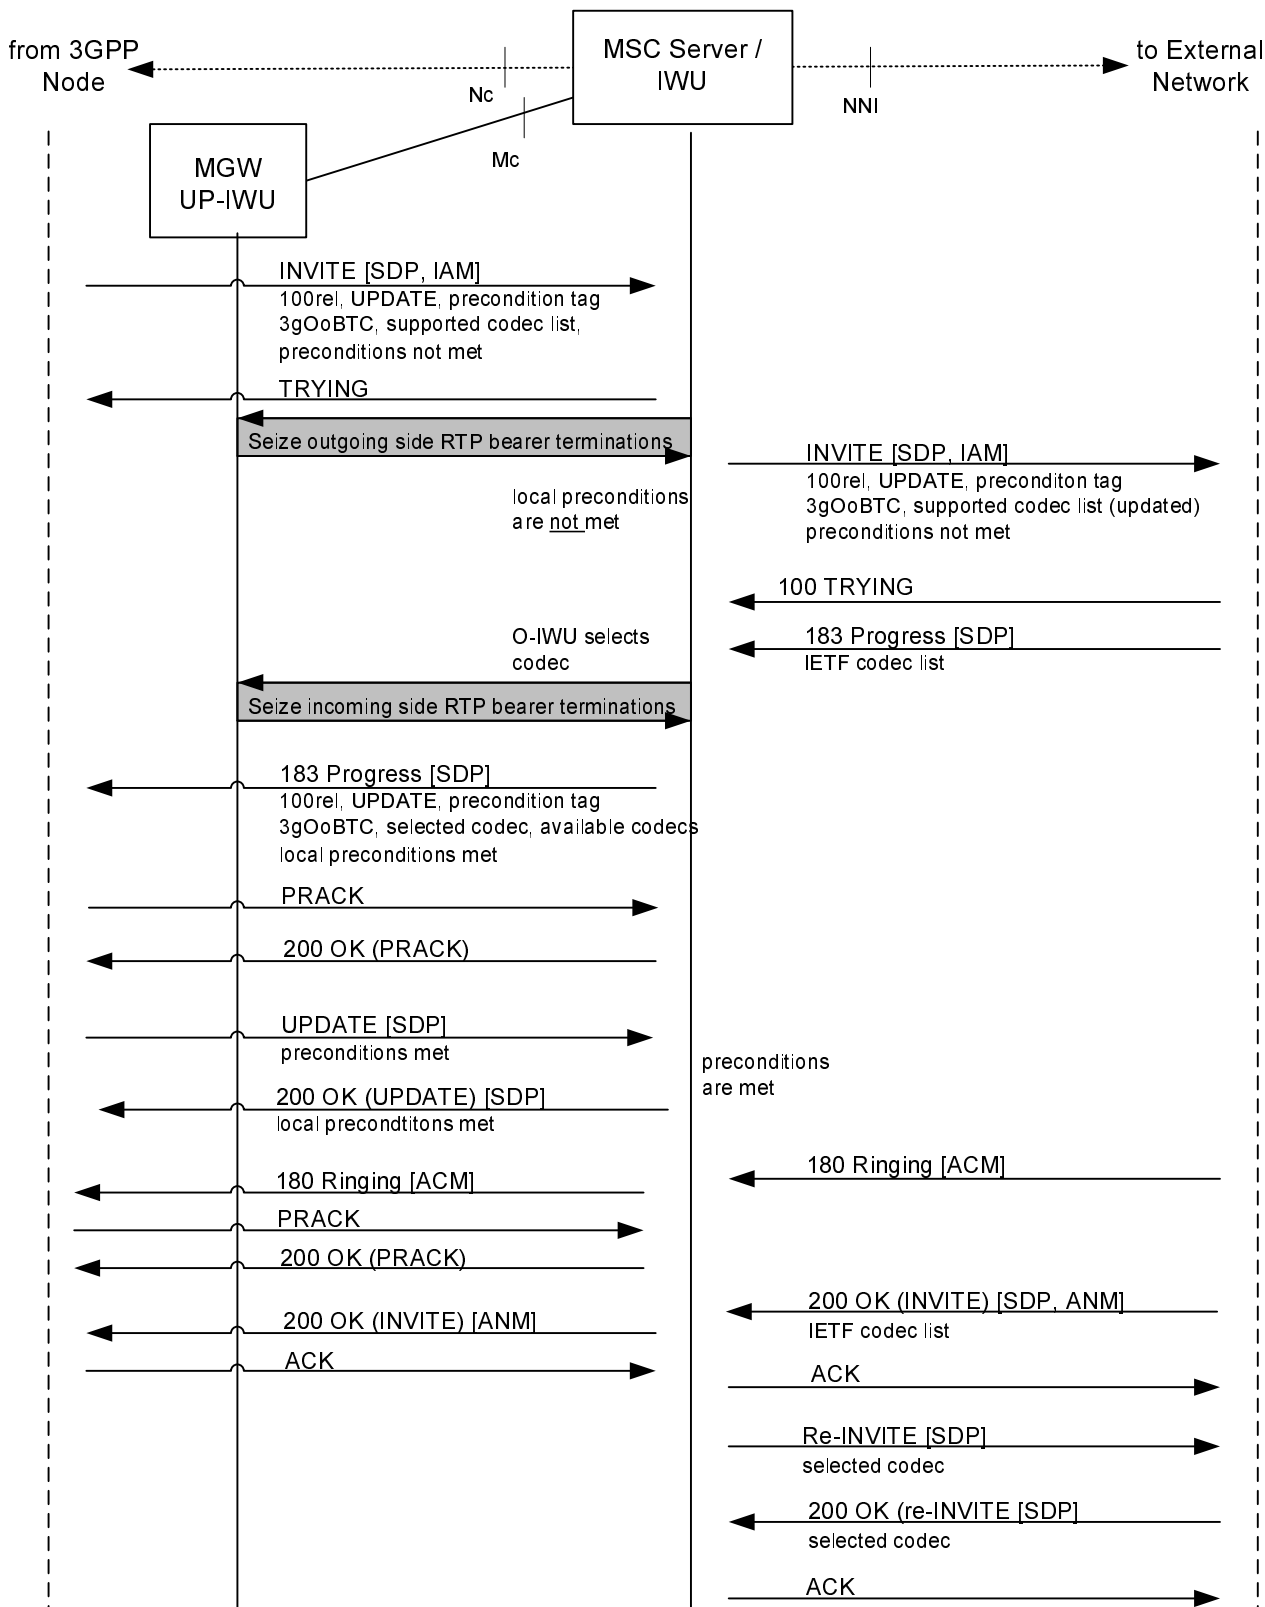 from 3GPP
Node
MSC Server /
IWU
to External
Network
Nc
NNI
Mc
MGW
UP-IWU
INVITE [SDP, IAM]
100rel, UPDATE, precondition tag
3gOoBTC, supported codec list,
preconditions not met
TRYING
Seize outgoing side RTP bearer terminations
INVITE [SDP, IAM]
100rel, UPDATE, preconditon tag
3gOoBTC, supported codec list (updated)
preconditions not met
local preconditions
are not met
100 TRYING
183 Progress [SDP]
IETF codec list
O-IWU selects
codec
Seize incoming side RTP bearer terminations
183 Progress [SDP]
100rel, UPDATE, precondition tag
3gOoBTC, selected codec, available codecs
local preconditions met
PRACK
200 OK (PRACK)
UPDATE [SDP]
preconditions met
preconditions
are met
200 OK (UPDATE) [SDP]
local precondtitons met
180 Ringing [ACM]
180 Ringing [ACM]
PRACK
200 OK (PRACK)
200 OK (INVITE) [SDP, ANM]
IETF codec list
200 OK (INVITE) [ANM]
ACK
ACK
Re-INVITE [SDP]
selected codec
200 OK (re-INVITE [SDP]
selected codec
ACK